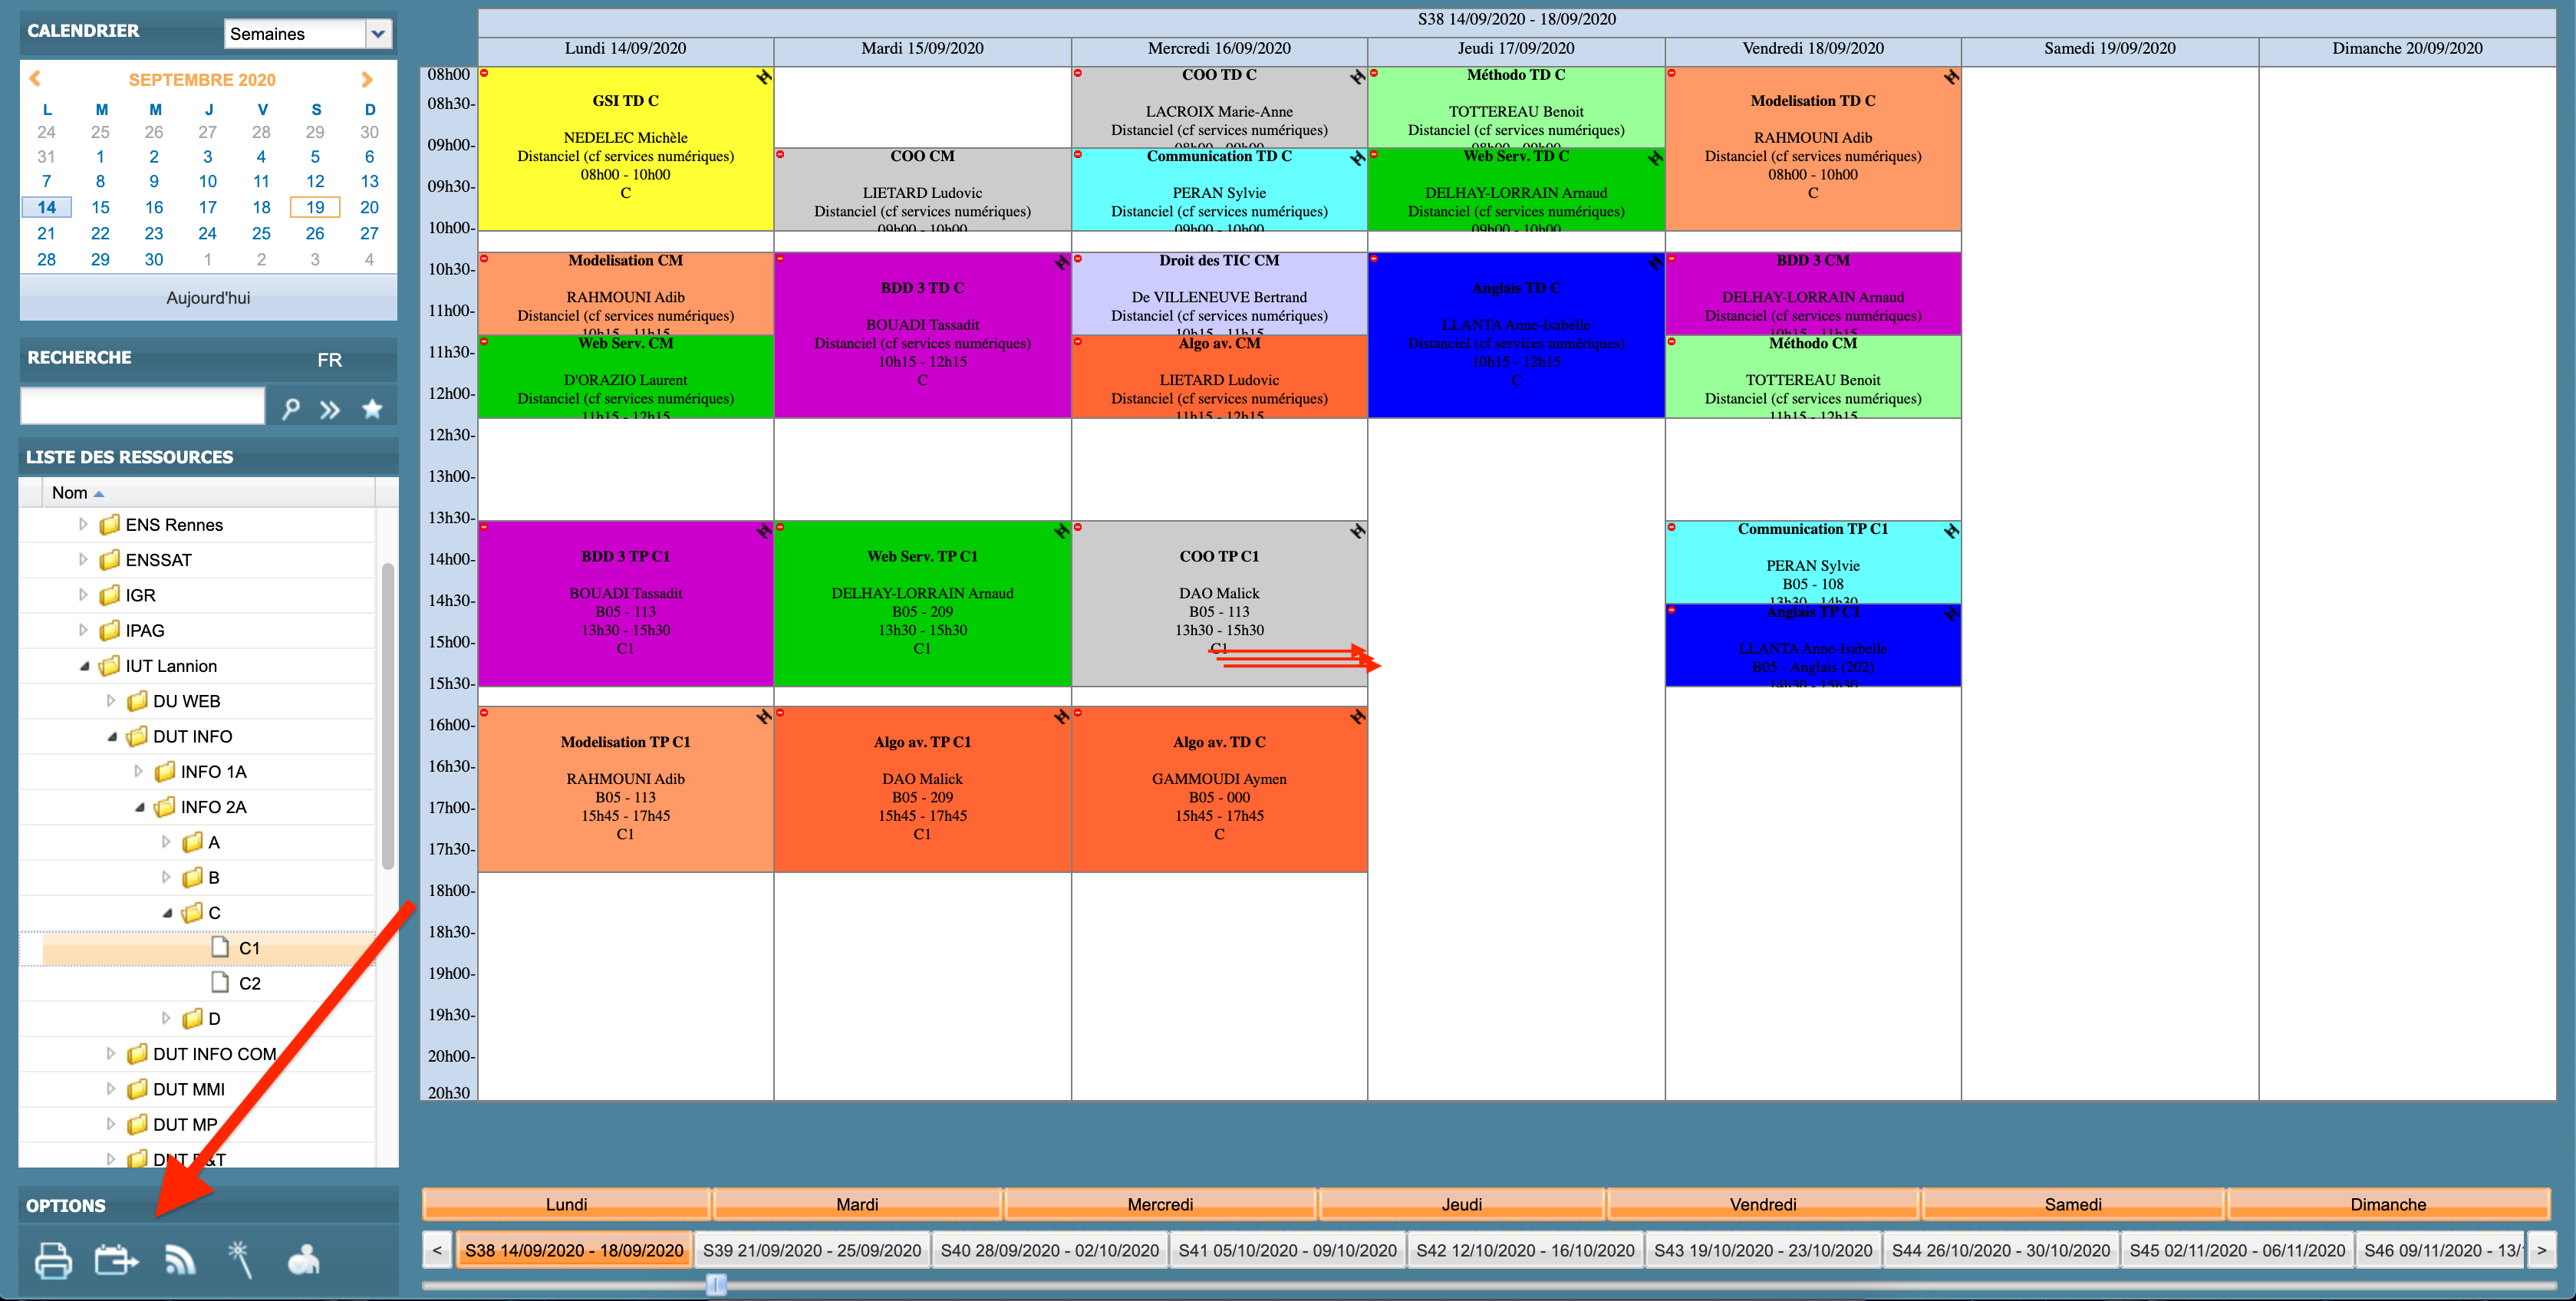 CALENDRIER
Semaines
SEPTEMBRE 2020
L M M J V S D
24 25 26 27 28 29 30
31 1 2 3 4 5 6
7 8 9 10 11 12 13
14 15 16 17 18 19 20
21 22 23 24 25 26 27
28 29 30 1 2 3 4
Aujourd'hui
RECHERCHE FR
LISTE DES RESSOURCES
Nom
ENS Rennes
ENSSAT
IGR
IPAG
IUT Lannion
DU WEB
DUT INFO
INFO 1A
INFO 2A
A
B
C
C1
C2
D
DUT INFO COM
DUT MMI
DUT MP
OPTIONS
S38 14/09/2020 - 18/09/2020
Lundi 14/09/2020
Mardi 15/09/2020
Mercredi 16/09/2020
Jeudi 17/09/2020
Vendredi 18/09/2020
Samedi 19/09/2020
Dimanche 20/09/2020
08h00
08h30-
09h00-
09h30-
10h00-
10h30-
11h00-
11h30-
12h00-
12h30-
13h00-
13h30-
14h00-
14h30-
15h00-
15h30-
16h00-
16h30-
17h00-
17h30-
18h00-
18h30-
19h00-
19h30-
20h00-
20h30
GSI TD C
NEDELEC Michèle
Distanciel (cf services numériques)
08h00 - 10h00
C
Modelisation CM
RAHMOUNI Adib
Distanciel (cf services numériques)
10h15 - 11h15
Web Serv. CM
D'ORAZIO Laurent
Distanciel (cf services numériques)
11h15 - 12h15
BDD 3 TP C1
BOUADI Tassadit
B05 - 113
13h30 - 15h30
C1
Modelisation TP C1
RAHMOUNI Adib
B05 - 113
15h45 - 17h45
C1
COO CM
LIETARD Ludovic
Distanciel (cf services numériques)
09h00 - 10h00
BDD 3 TD C
BOUADI Tassadit
Distanciel (cf services numériques)
10h15 - 12h15
C
Web Serv. TP C1
DELHAY-LORRAIN Arnaud
B05 - 209
13h30 - 15h30
C1
Algo av. TP C1
DAO Malick
B05 - 209
15h45 - 17h45
C1
COO TD C
LACROIX Marie-Anne
Distanciel (cf services numériques)
08h00 - 09h00
Communication TD C
PERAN Sylvie
Distanciel (cf services numériques)
09h00 - 10h00
Droit des TIC CM
De VILLENEUVE Bertrand
Distanciel (cf services numériques)
10h15 - 11h15
Algo av. CM
LIETARD Ludovic
Distanciel (cf services numériques)
11h15 - 12h15
COO TP C1
DAO Malick
B05 - 113
13h30 - 15h30
C1
Algo av. TD C
GAMMOUDI Aymen
B05 - 000
15h45 - 17h45
C
Méthodo TD C
TOTTEREAU Benoit
Distanciel (cf services numériques)
08h00 - 09h00
Web Serv. TD C
DELHAY-LORRAIN Arnaud
Distanciel (cf services numériques)
09h00 - 10h00
Anglais TD C
LLANTA Anne-Isabelle
Distanciel (cf services numériques)
10h15 - 12h15
C
Modelisation TD C
RAHMOUNI Adib
Distanciel (cf services numériques)
08h00 - 10h00
C
BDD 3 CM
DELHAY-LORRAIN Arnaud
Distanciel (cf services numériques)
10h15 - 11h15
Méthodo CM
TOTTEREAU Benoit
Distanciel (cf services numériques)
11h15 - 12h15
Communication TP C1
PERAN Sylvie
B05 - 108
13h30 - 14h30
Anglais TP C1
LLANTA Anne-Isabelle
B05 - Anglais (202)
14h30 - 15h30
Lundi
Mardi
Mercredi
Jeudi
Vendredi
Samedi
Dimanche
<
S38 14/09/2020 - 18/09/2020
S39 21/09/2020 - 25/09/2020
S40 28/09/2020 - 02/10/2020
S41 05/10/2020 - 09/10/2020
S42 12/10/2020 - 16/10/2020
S43 19/10/2020 - 23/10/2020
S44 26/10/2020 - 30/10/2020
S45 02/11/2020 - 06/11/2020
S46 09/11/2020 - 13/
>